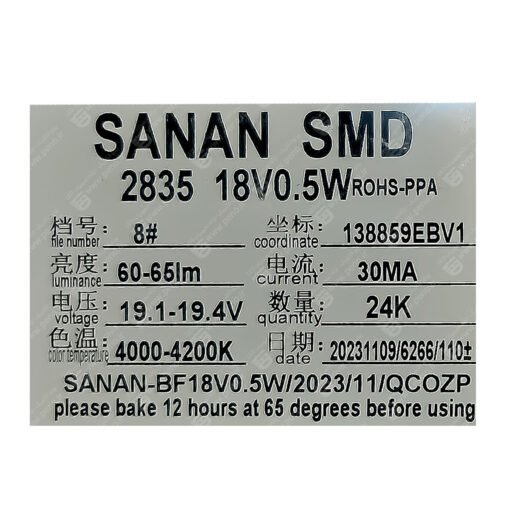 SANAN SMD
2835 18V0.5W ROHS-PPA
档号: file number 8# 坐标: coordinate 138859EBV1
亮度: luminance 60-65lm 电流: current 30MA
电压: voltage 19.1-19.4V 数量: quantity 24K
色温: color temperature 4000-4200K 日期: date 20231109/6266/110±
SANAN-BF18V0.5W/2023/11/QCOZP
please bake 12 hours at 65 degrees before using